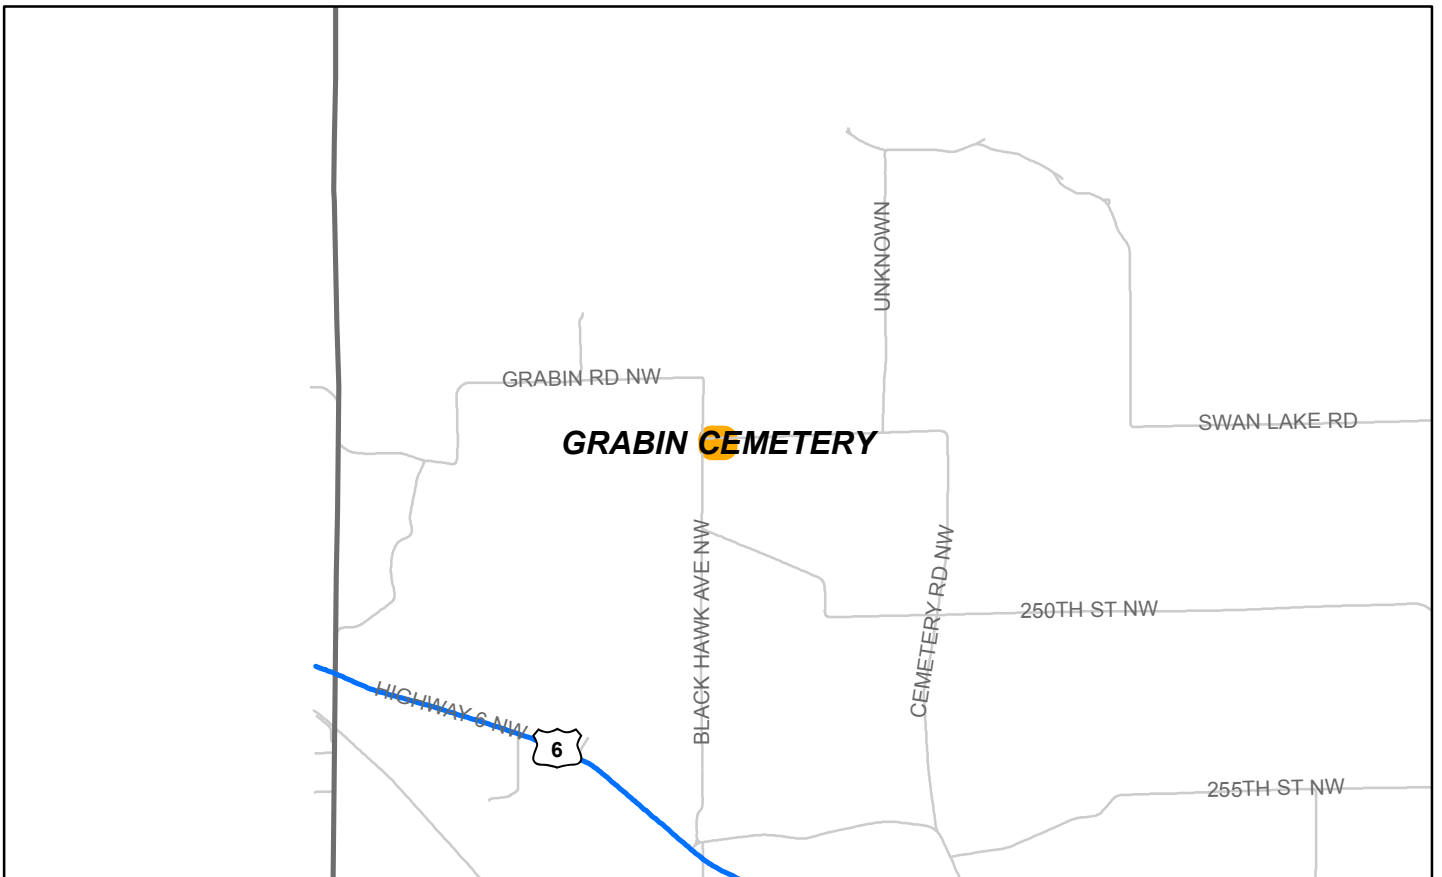 UNKNOWN
GRABIN RD NW
SWAN LAKE RD
GRABIN CEMETERY
BLACK HAWK AVE NW
CEMETERY RD NW
250TH ST NW
HIGHWAY 6 NW
6
255TH ST NW